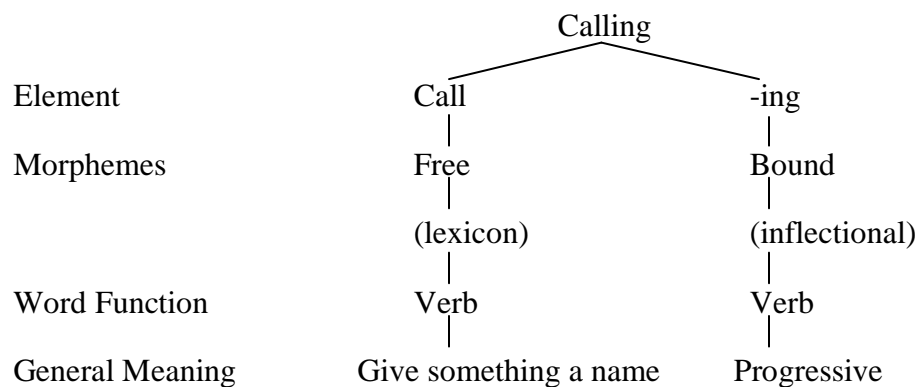 Calling
Element Call -ing
Morphemes Free Bound
(lexicon) (inflectional)
Word Function Verb Verb
General Meaning Give something a name Progressive